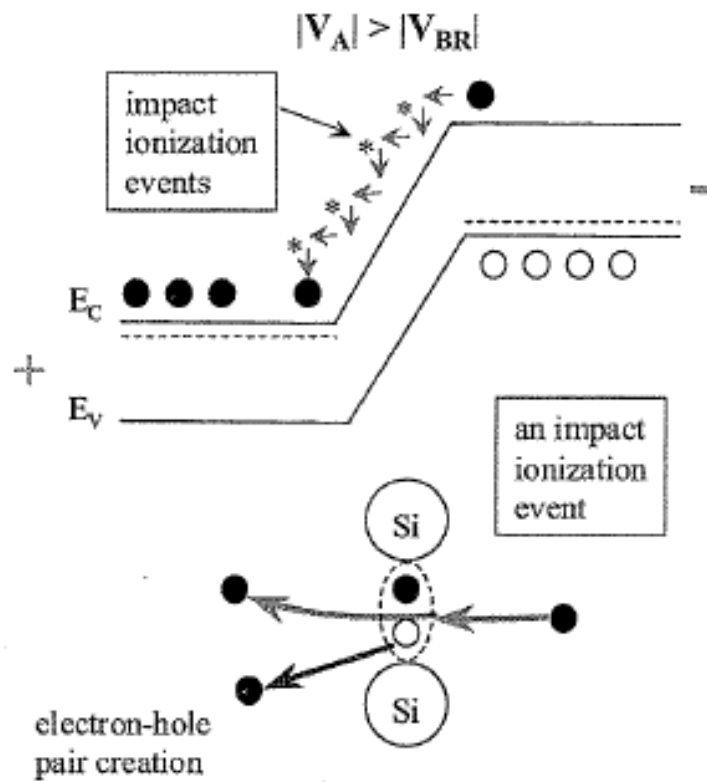 |V_A| > |V_BR|
impact
ionization
events
E_C
E_V
+
-
an impact
ionization
event
Si
Si
electron-hole
pair creation